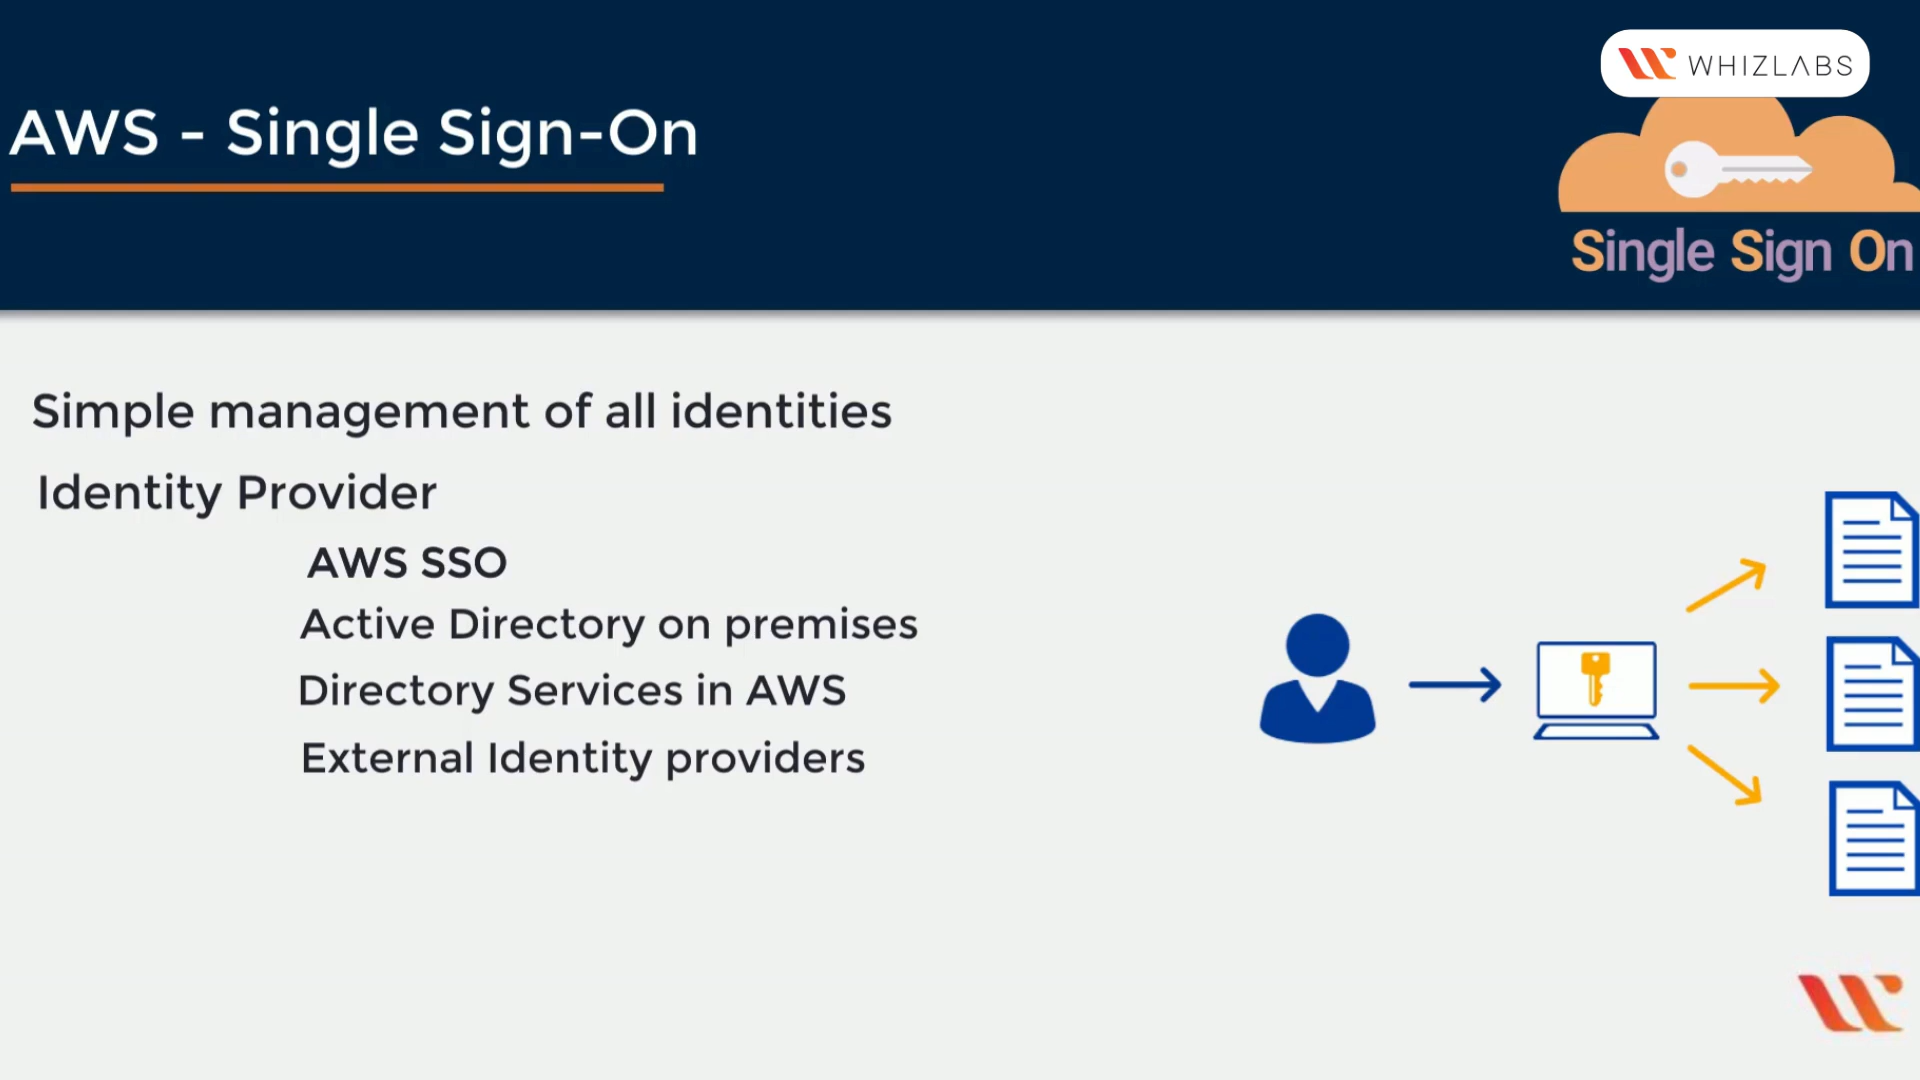 WHIZLABS
AWS - Single Sign-On
Single Sign On
Simple management of all identities
Identity Provider
AWS SSO
Active Directory on premises
Directory Services in AWS
External Identity providers